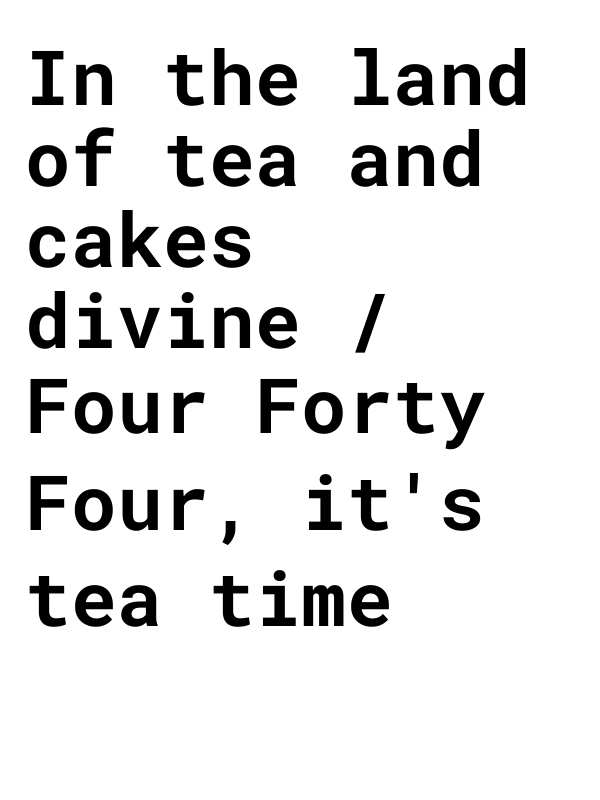 In the land
of tea and
cakes
divine /
Four Forty
Four, it's
tea time